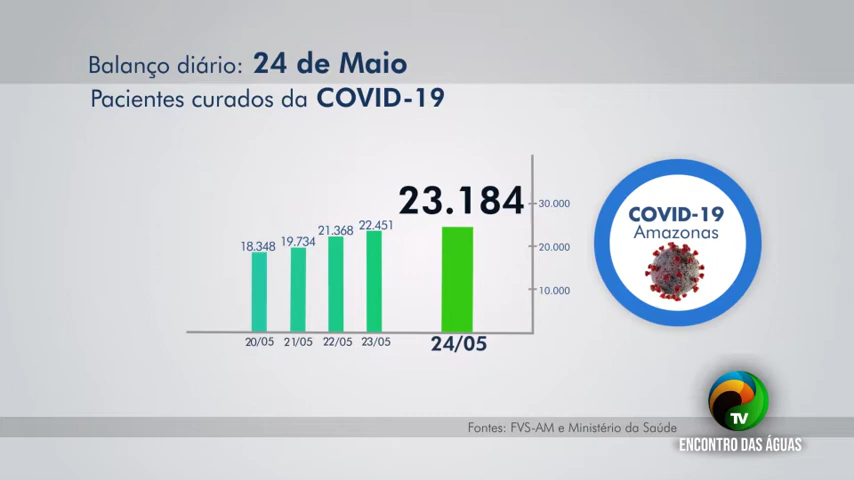 Balanço diário: 24 de Maio
Pacientes curados da COVID-19
23.184
18.348
19.734
21.368
22.451
30.000
20.000
10.000
20/05
21/05
22/05
23/05
24/05
COVID-19
Amazonas
Fontes: FVS-AM e Ministério da Saúde
TV
ENCONTRO DAS ÁGUAS